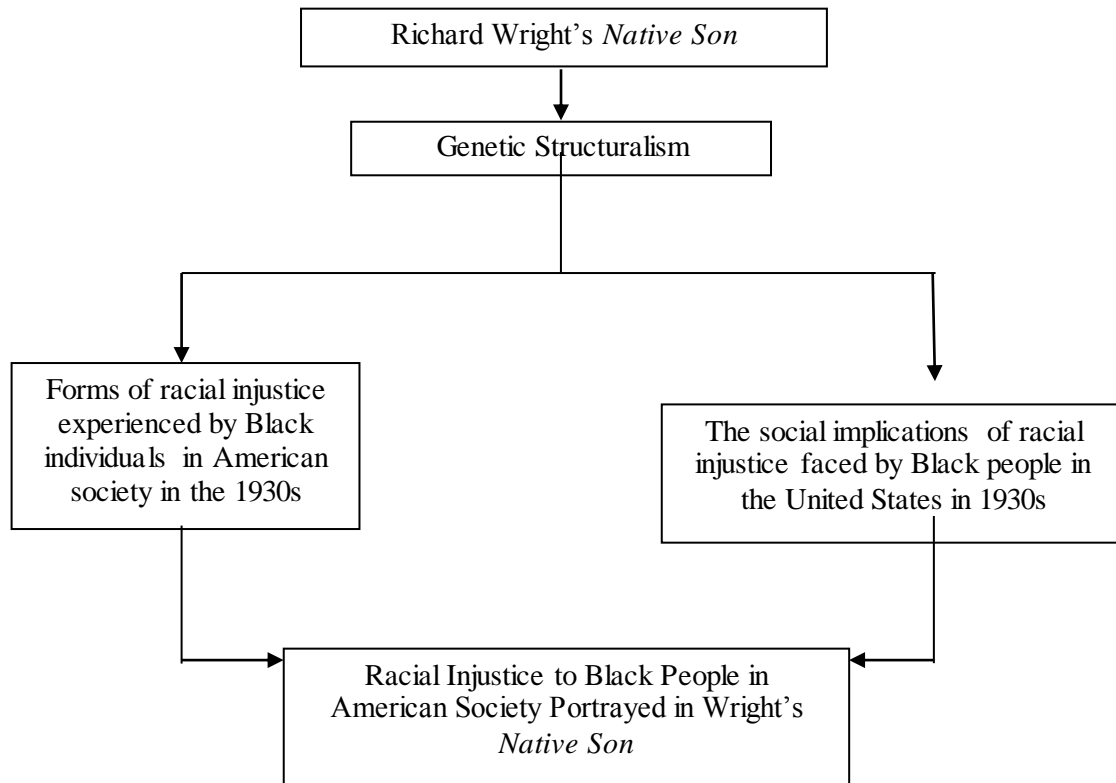 Richard Wright’s Native Son
Genetic Structuralism
Forms of racial injustice
experienced by Black
individuals in American
society in the 1930s
The social implications of racial
injustice faced by Black people in
the United States in 1930s
Racial Injustice to Black People in
American Society Portrayed in Wright’s
Native Son